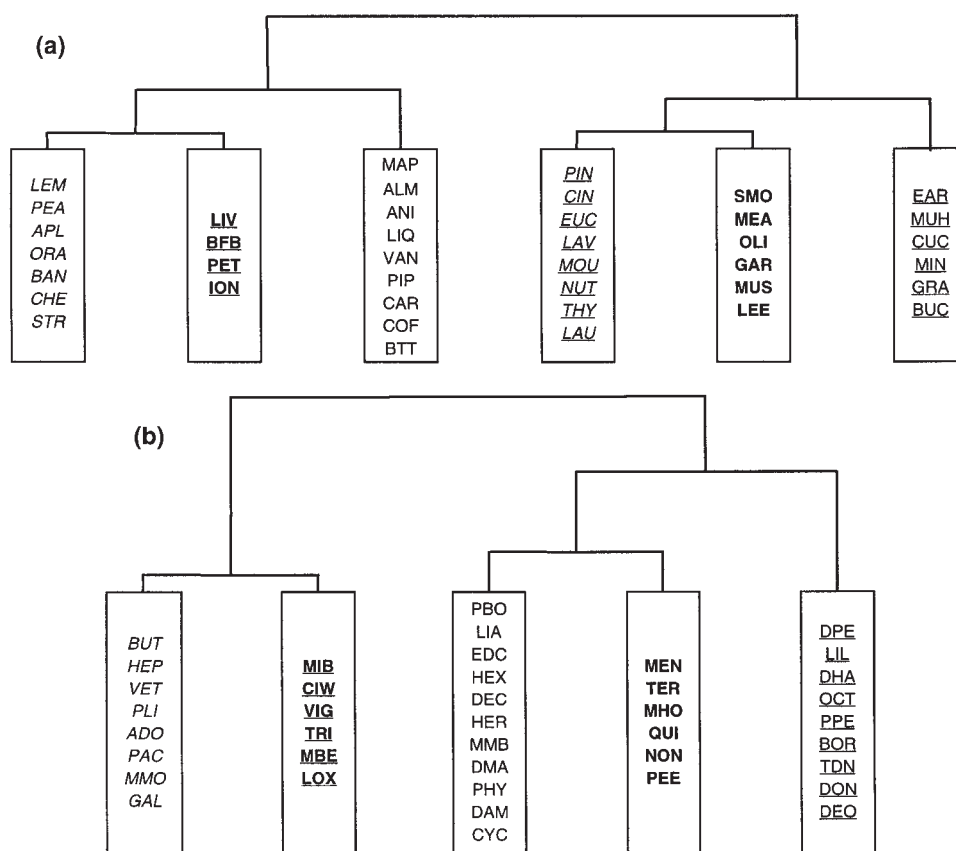 (a)
LEM
PEA
APL
ORA
BAN
CHE
STR
LIV
BFB
PET
ION
MAP
ALM
ANI
LIQ
VAN
PIP
CAR
COF
BTT
PIN
CIN
EUC
LAV
MOU
NUT
THY
LAU
SMO
MEA
OLI
GAR
MUS
LEE
EAR
MUH
CUC
MIN
GRA
BUC
(b)
BUT
HEP
VET
PLI
ADO
PAC
MMO
GAL
MIB
CIW
VIG
TRI
MBE
LOX
PBO
LIA
EDC
HEX
DEC
HER
MMB
DMA
PHY
DAM
CYC
MEN
TER
MHO
QUI
NON
PEE
DPE
LIL
DHA
OCT
PPE
BOR
TDN
DON
DEO